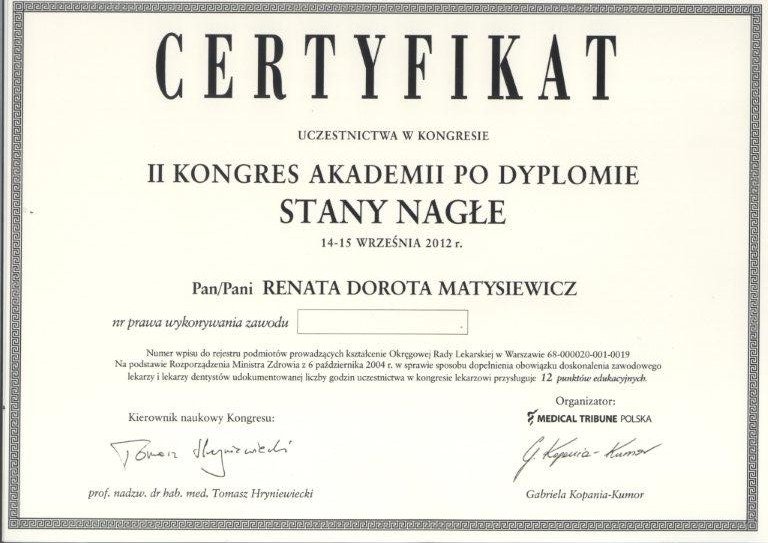 CERTYFIKAT
UCZESTNICTWA W KONGRESIE
II KONGRES AKADEMII PO DYPLOMIE
STANY NAGŁE
14-15 WRZEŚNIA 2012 r.
Pan/Pani RENATA DOROTA MATYSIEWICZ
nr prawa wykonywania zawodu
Numer wpisu do rejestru podmiotów prowadzących kształcenie Okręgowej Rady Lekarskiej w Warszawie 68-000020-001-0019
Na podstawie Rozporządzenia Ministra Zdrowia z 6 października 2004 r. w sprawie sposobu dopełnienia obowiązku doskonalenia zawodowego
lekarzy i lekarzy dentystów udokumentowanej liczby godzin uczestnictwa w kongresie lekarzowi przysługuje 12 punktów edukacyjnych.
Organizator:
Kierownik naukowy Kongresu:
MEDICAL TRIBUNE POLSKA
Tomasz Hryniewiecki
G. Kopania-Kumor
prof. nadzw. dr hab. med. Tomasz Hryniewiecki
Gabriela Kopania-Kumor